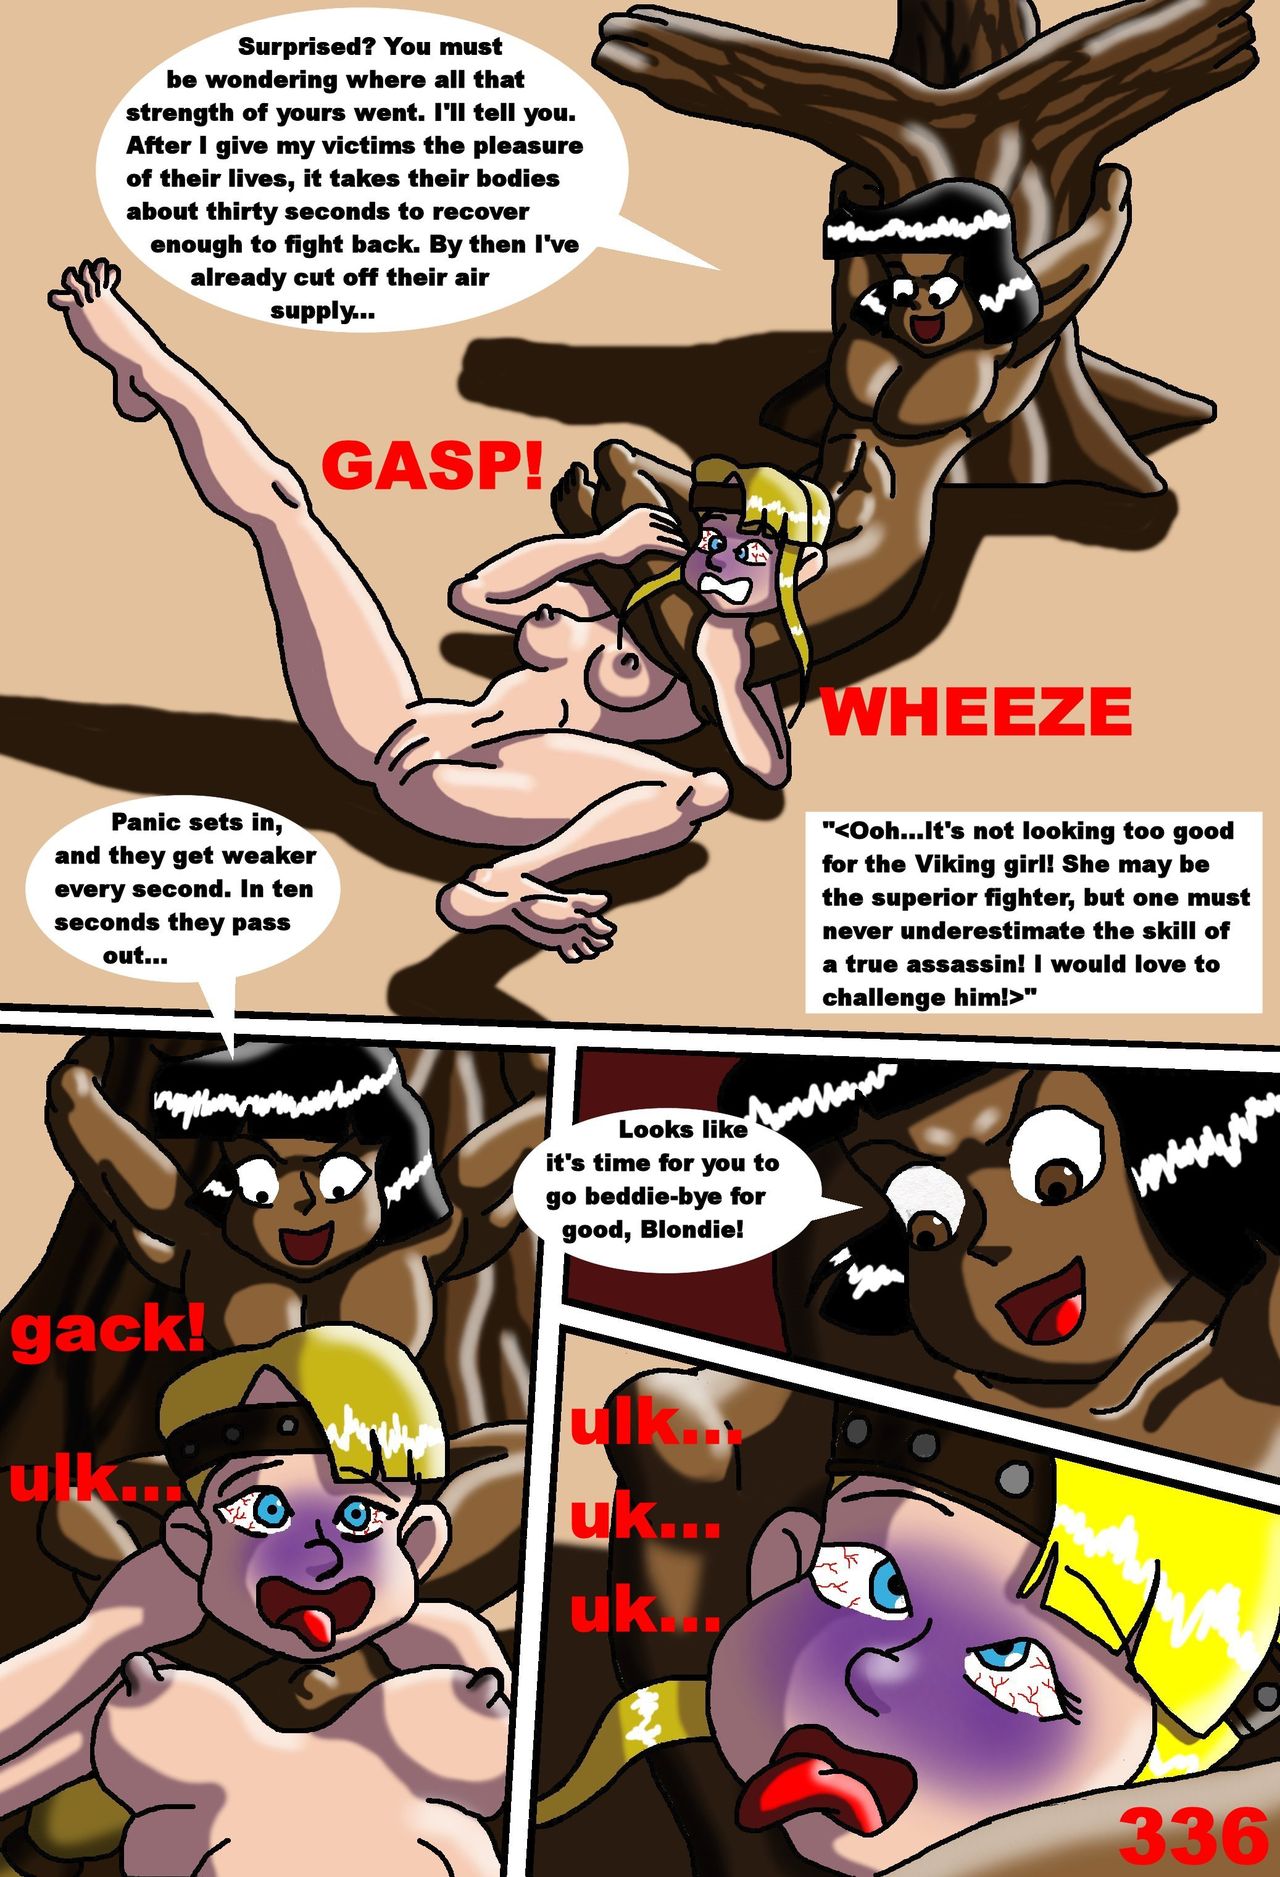 Surprised? You must
be wondering where all that
strength of yours went. I'll tell you.
After I give my victims the pleasure
of their lives, it takes their bodies
about thirty seconds to recover
enough to fight back. By then I've
already cut off their air
supply...
GASP!
WHEEZE
"<Ooh...It's not looking too good
for the Viking girl! She may be
the superior fighter, but one must
never underestimate the skill of
a true assassin! I would love to
challenge him!>"
Panic sets in,
and they get weaker
every second. In ten
seconds they pass
out...
gack!
ulk...
Looks like
it's time for you to
go beddie-bye for
good, Blondie!
ulk...
uk...
uk...
336